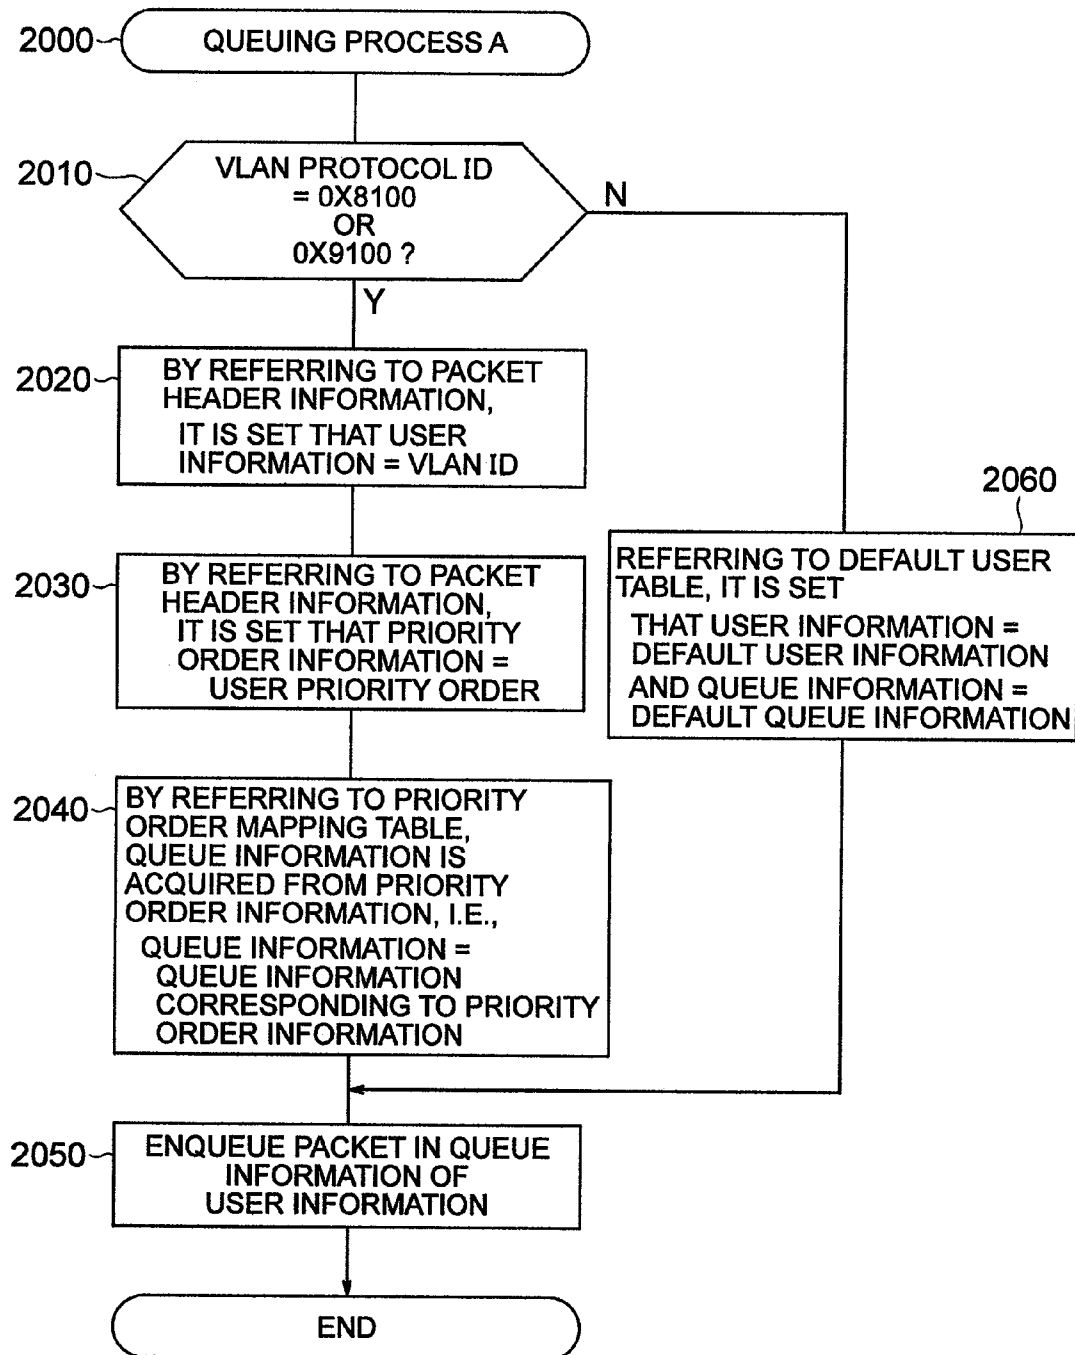 2000
QUEUING PROCESS A
2010
VLAN PROTOCOL ID
= 0X8100
OR
0X9100 ?
N
Y
2020
BY REFERRING TO PACKET
HEADER INFORMATION,
IT IS SET THAT USER
INFORMATION = VLAN ID
2030
BY REFERRING TO PACKET
HEADER INFORMATION,
IT IS SET THAT PRIORITY
ORDER INFORMATION =
USER PRIORITY ORDER
2060
REFERRING TO DEFAULT USER
TABLE, IT IS SET
THAT USER INFORMATION =
DEFAULT USER INFORMATION
AND QUEUE INFORMATION =
DEFAULT QUEUE INFORMATION
2040
BY REFERRING TO PRIORITY
ORDER MAPPING TABLE,
QUEUE INFORMATION IS
ACQUIRED FROM PRIORITY
ORDER INFORMATION, I.E.,
QUEUE INFORMATION =
QUEUE INFORMATION
CORRESPONDING TO PRIORITY
ORDER INFORMATION
2050
ENQUEUE PACKET IN QUEUE
INFORMATION OF
USER INFORMATION
END